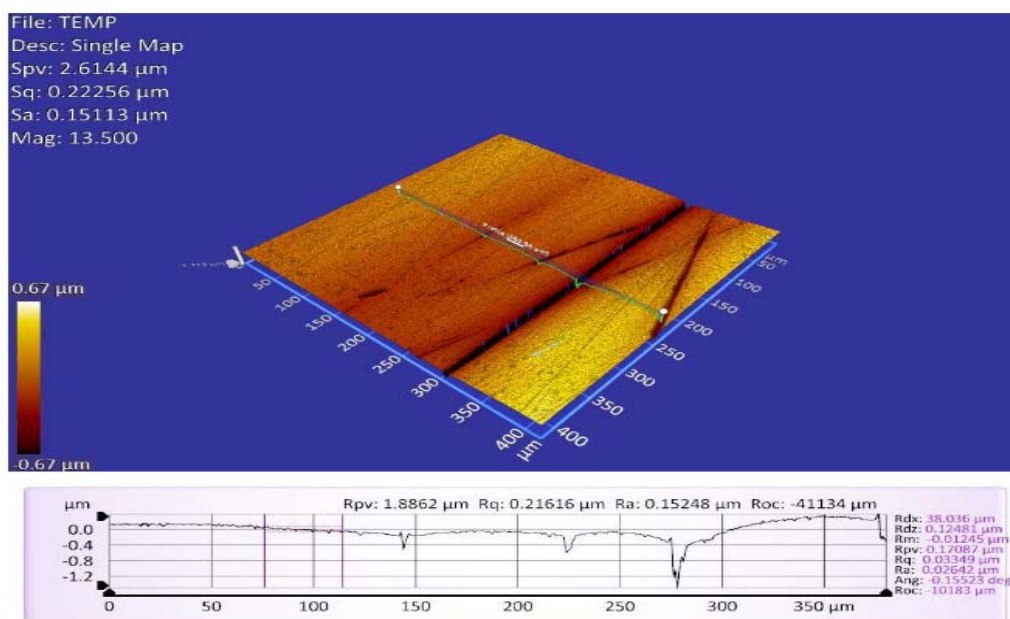 File: TEMP
Desc: Single Map
Spv: 2.6144 µm
Sq: 0.22256 µm
Sa: 0.15113 µm
Mag: 13.500
0.67 µm
-0.67 µm
50
100
150
200
250
300
350
400
µm
400
350
300
250
200
150
100
50
µm
µm
Rpv: 1.8862 µm Rq: 0.21616 µm Ra: 0.15248 µm Roc: -41134 µm
0.0
-0.4
-0.8
-1.2
0 50 100 150 200 250 300 350 µm
Rdx: 38.036 µm
Rdz: 0.12481 µm
Rm: -0.01245 µm
Rpv: 0.17087 µm
Rq: 0.03349 µm
Ra: 0.02642 µm
Ang: -0.15523 deg
Roc: -10183 µm